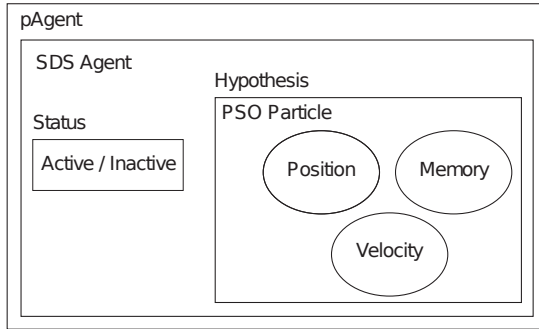 pAgent
SDS Agent
Hypothesis
Status
PSO Particle
Active / Inactive
Position
Memory
Velocity